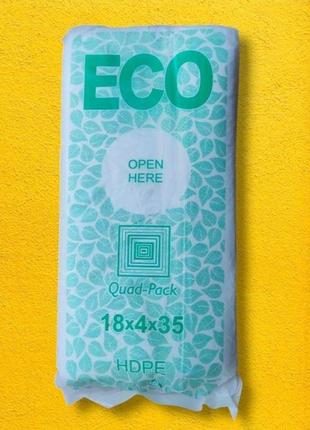 ECO
OPEN
HERE
Quad-Pack
18x4x35
HDPE